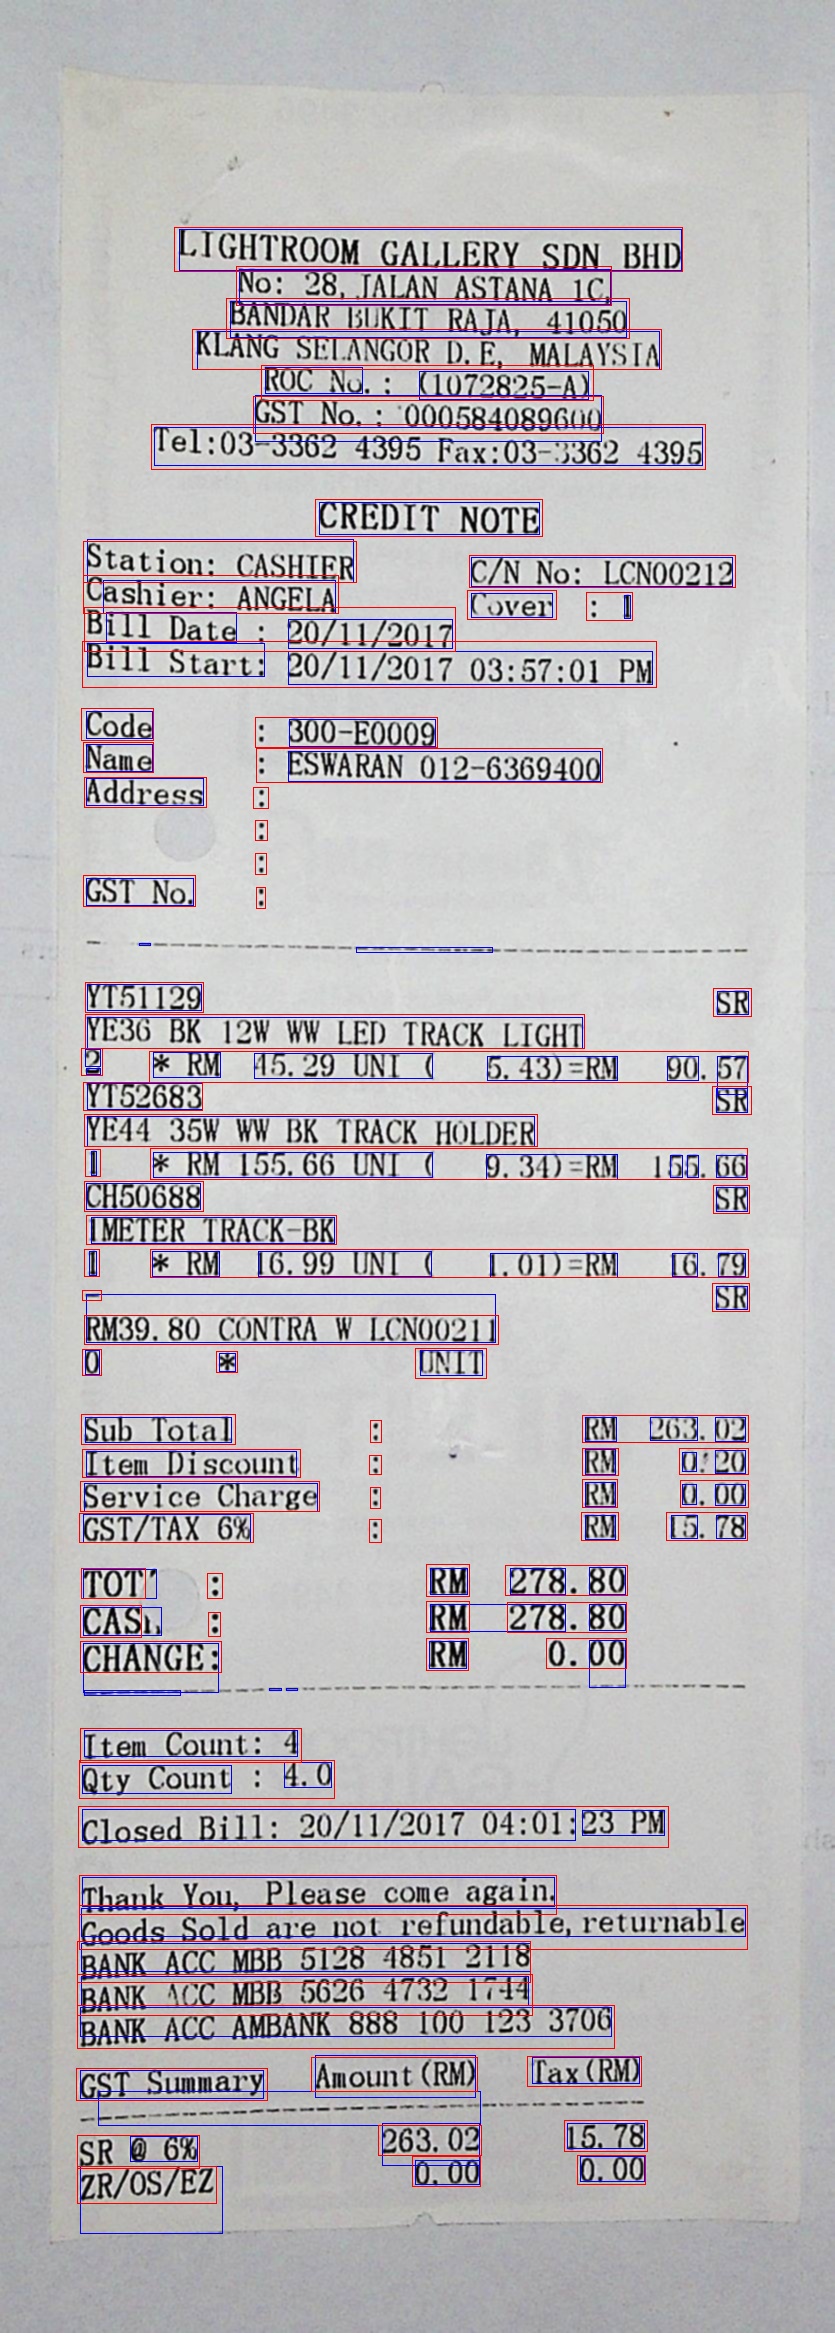 LIGHTROOM GALLERY SDN BHD
No: 28, JALAN ASTANA 1C,
BANDAR BUKIT RAJA, 41050
KLANG SELANGOR D.E, MALAYSIA
ROC No.: (1072825-A)
GST No.: 000584089600
Tel:03-3362 4395 Fax:03-3362 4395
CREDIT NOTE
Station: CASHIER C/N No: LCN00212
Cashier: ANGELA Cover : 1
Bill Date : 20/11/2017
Bill Start: 20/11/2017 03:57:01 PM
Code : 300-E0009
Name : ESWARAN 012-6369400
Address :
:
:
GST No. :
YT51129 SR
YE36 BK 12W WW LED TRACK LIGHT
2 * RM 45.29 UNI ( 5.43)=RM 90.57
YT52683 SR
YE44 35W WW BK TRACK HOLDER
1 * RM 155.66 UNI ( 9.34)=RM 155.66
CH50688 SR
1METER TRACK-BK
1 * RM 16.99 UNI ( 1.01)=RM 16.79
- SR
RM39.80 CONTRA W LCN00211
0 * UNIT
Sub Total : RM 263.02
Item Discount : RM 0.20
Service Charge : RM 0.00
GST/TAX 6% : RM 15.78
TOT : RM 278.80
CASh : RM 278.80
CHANGE: RM 0.00
Item Count: 4
Qty Count : 4.0
Closed Bill: 20/11/2017 04:01:23 PM
Thank You, Please come again.
Goods Sold are not refundable, returnable
BANK ACC MBB 5128 4851 2118
BANK ACC MBB 5626 4732 1744
BANK ACC AMBANK 888 100 123 3706
GST Summary Amount(RM) Tax(RM)
SR @ 6% 263.02 15.78
ZR/OS/EZ 0.00 0.00